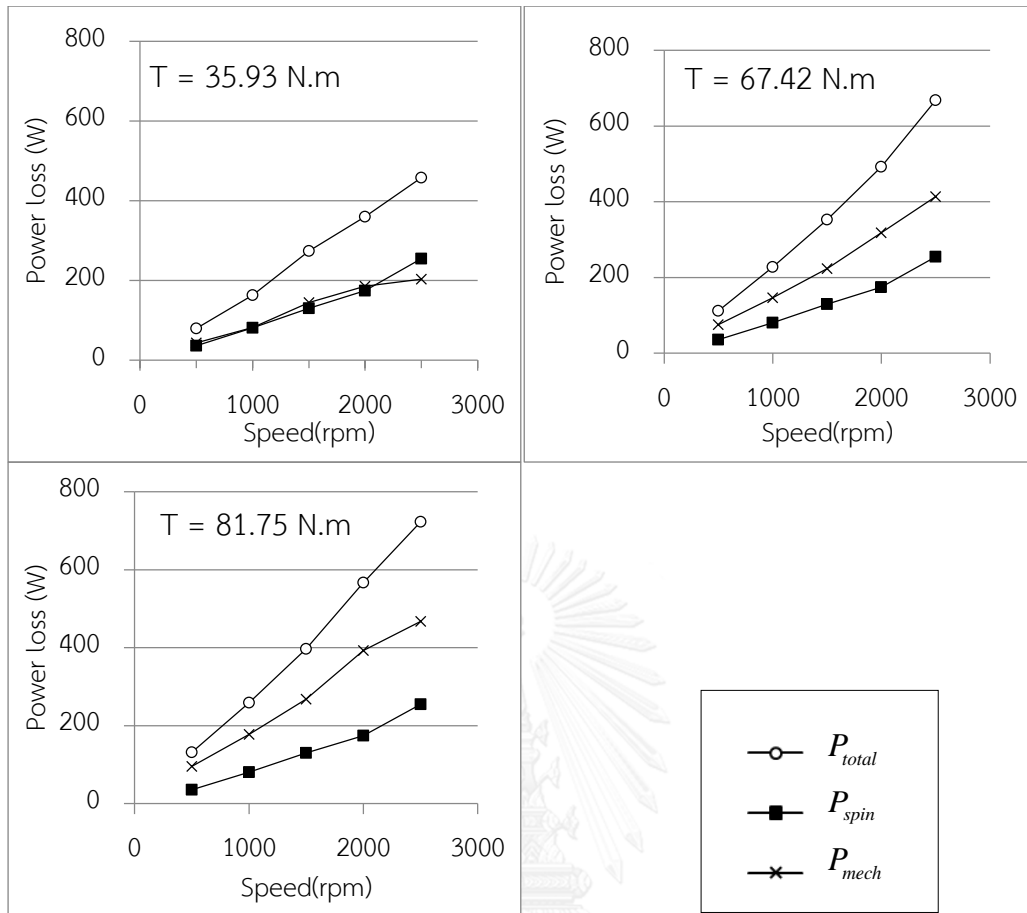 T = 35.93 N.m
Power loss (W)
800
600
400
200
0
0 1000 2000 3000
Speed(rpm)
T = 67.42 N.m
Power loss (W)
800
600
400
200
0
0 1000 2000 3000
Speed(rpm)
T = 81.75 N.m
Power loss (W)
800
600
400
200
0
0 1000 2000 3000
Speed(rpm)
P_total
P_spin
P_mech